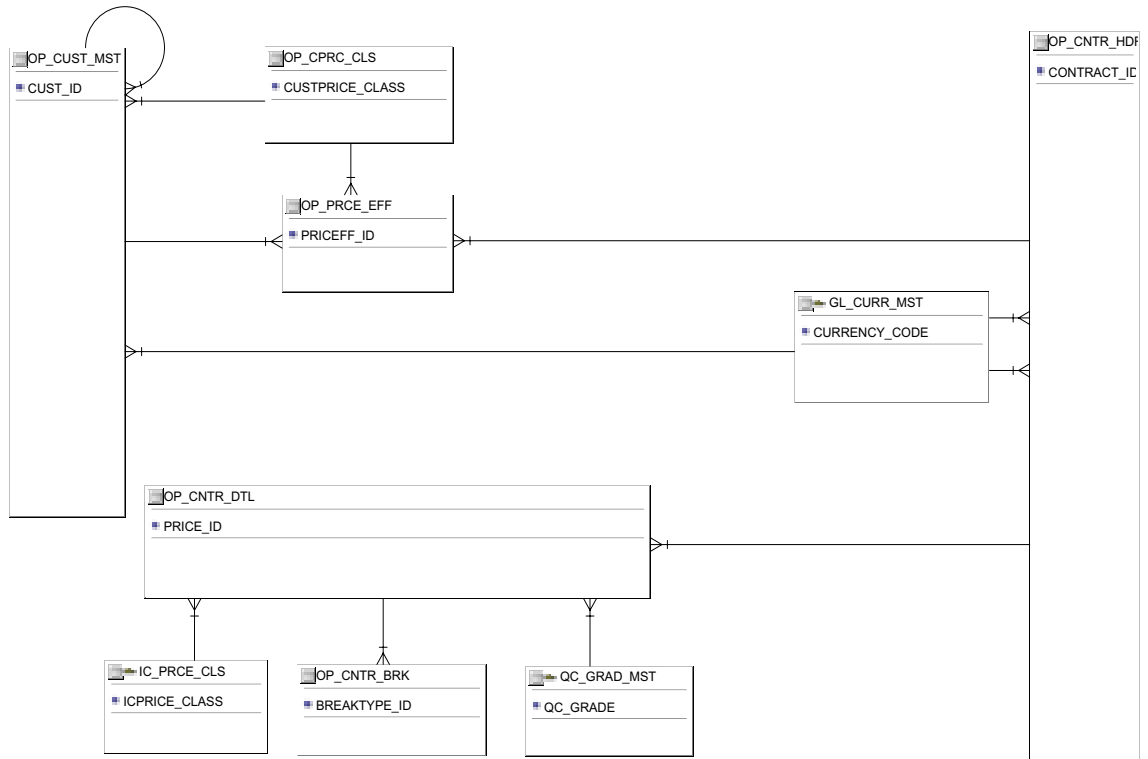 OP_CUST_MST
CUST_ID
OP_CPRC_CLS
CUSTPRICE_CLASS
OP_CNTR_HDR
CONTRACT_ID
OP_PRCE_EFF
PRICEFF_ID
GL_CURR_MST
CURRENCY_CODE
OP_CNTR_DTL
PRICE_ID
IC_PRCE_CLS
ICPRICE_CLASS
OP_CNTR_BRK
BREAKTYPE_ID
QC_GRAD_MST
QC_GRADE